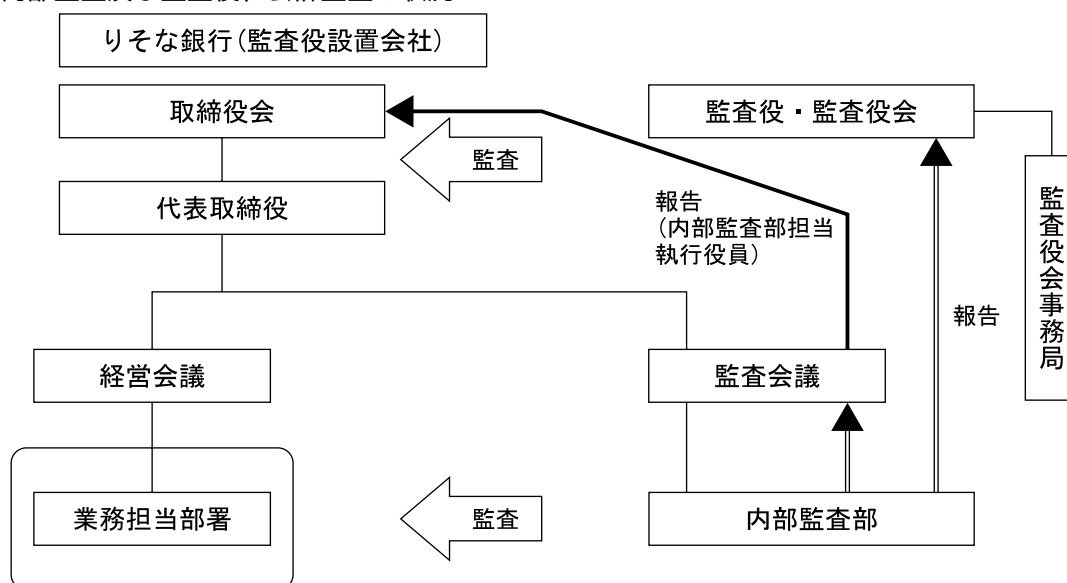 りそな銀行(監査役設置会社)
取締役会
監査役・監査役会
監査
代表取締役
報告
(内部監査部担当
執行役員)
監査役会事務局
報告
経営会議
監査会議
業務担当部署
監査
内部監査部